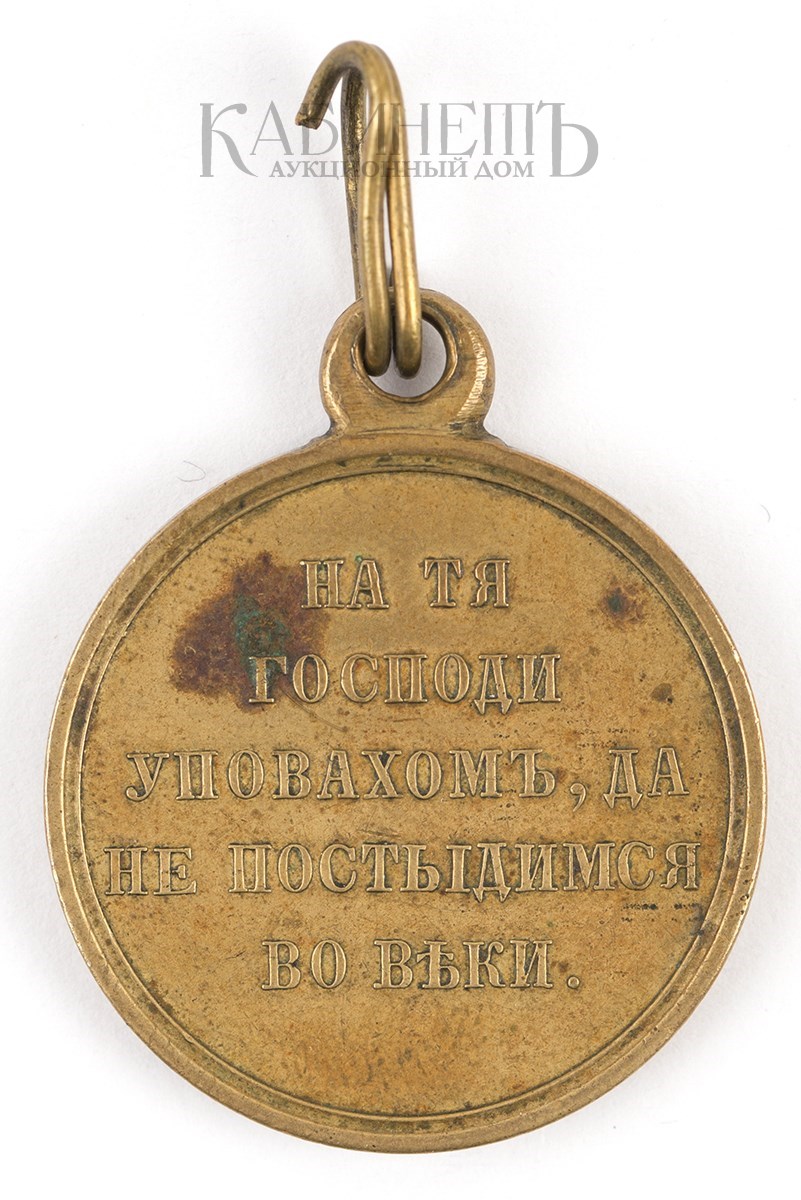 КАБИНЕТЪ
АУКЦИОННЫЙ ДОМ
НА ТЯ
ГОСПОДИ
УПОВАХОМЪ, ДА
НЕ ПОСТЫДИМСЯ
ВО ВѢКИ.